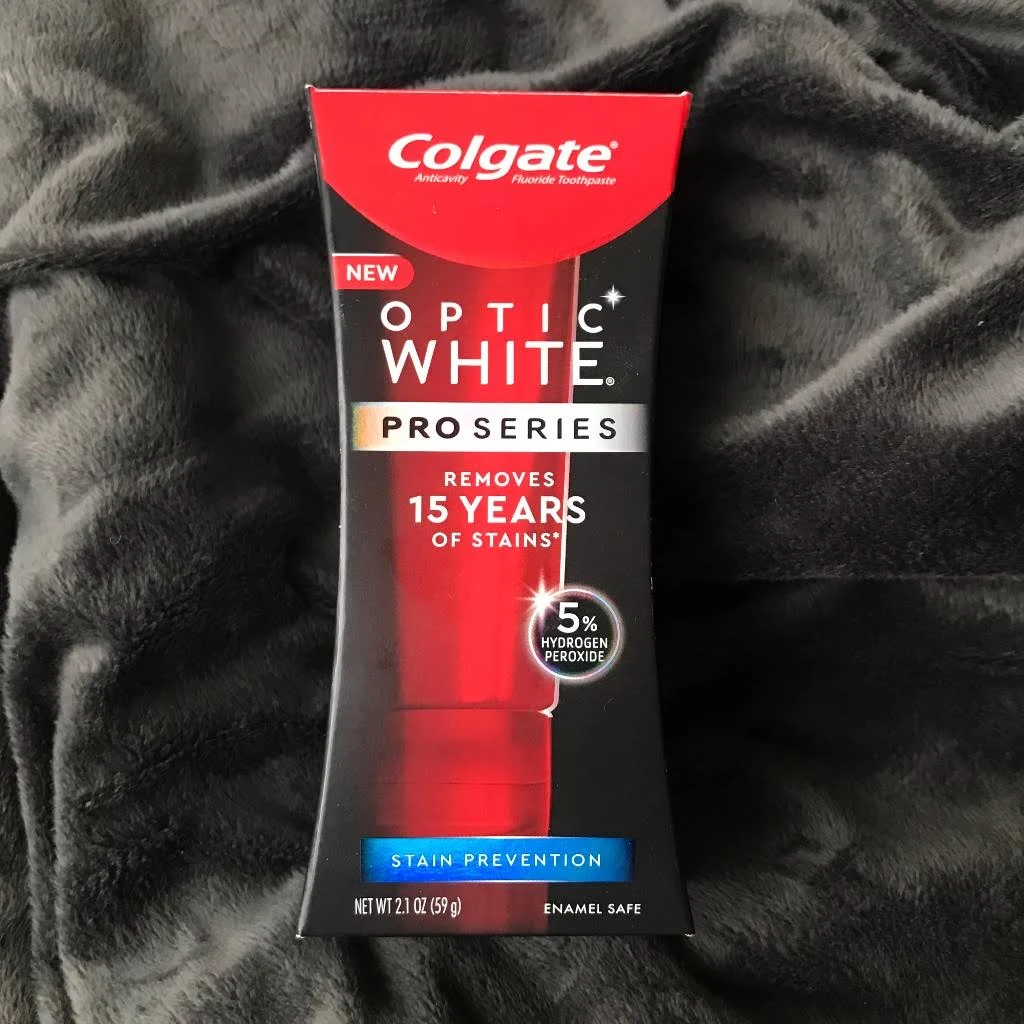 Colgate®
Anticavity Fluoride Toothpaste
NEW
OPTIC
WHITE®
PRO SERIES
REMOVES
15 YEARS
OF STAINS*
5%
HYDROGEN
PEROXIDE
STAIN PREVENTION
NET WT 2.1 OZ (59 g) ENAMEL SAFE